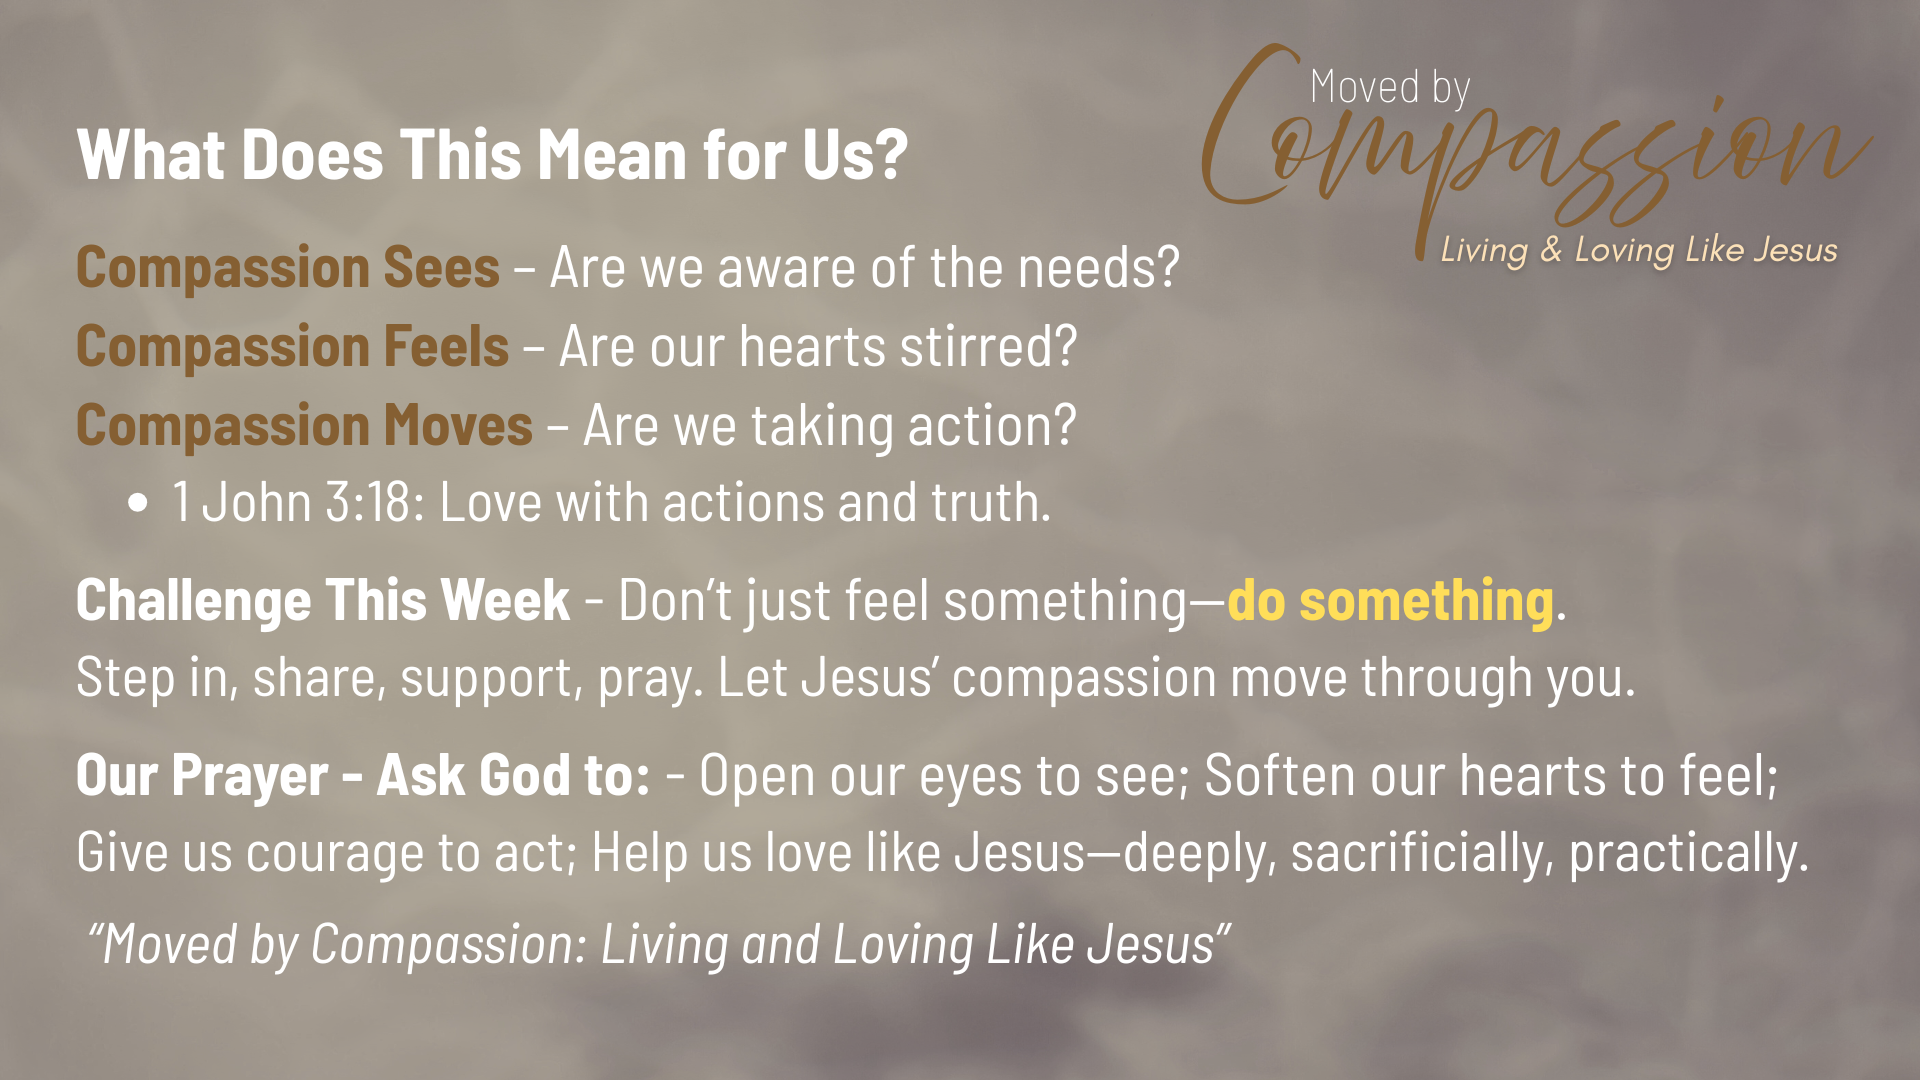 Moved by
Compassion
Living & Loving Like Jesus
What Does This Mean for Us?
Compassion Sees – Are we aware of the needs?
Compassion Feels – Are our hearts stirred?
Compassion Moves – Are we taking action?
• 1 John 3:18: Love with actions and truth.
Challenge This Week - Don’t just feel something—do something.
Step in, share, support, pray. Let Jesus’ compassion move through you.
Our Prayer - Ask God to: - Open our eyes to see; Soften our hearts to feel;
Give us courage to act; Help us love like Jesus—deeply, sacrificially, practically.
“Moved by Compassion: Living and Loving Like Jesus”